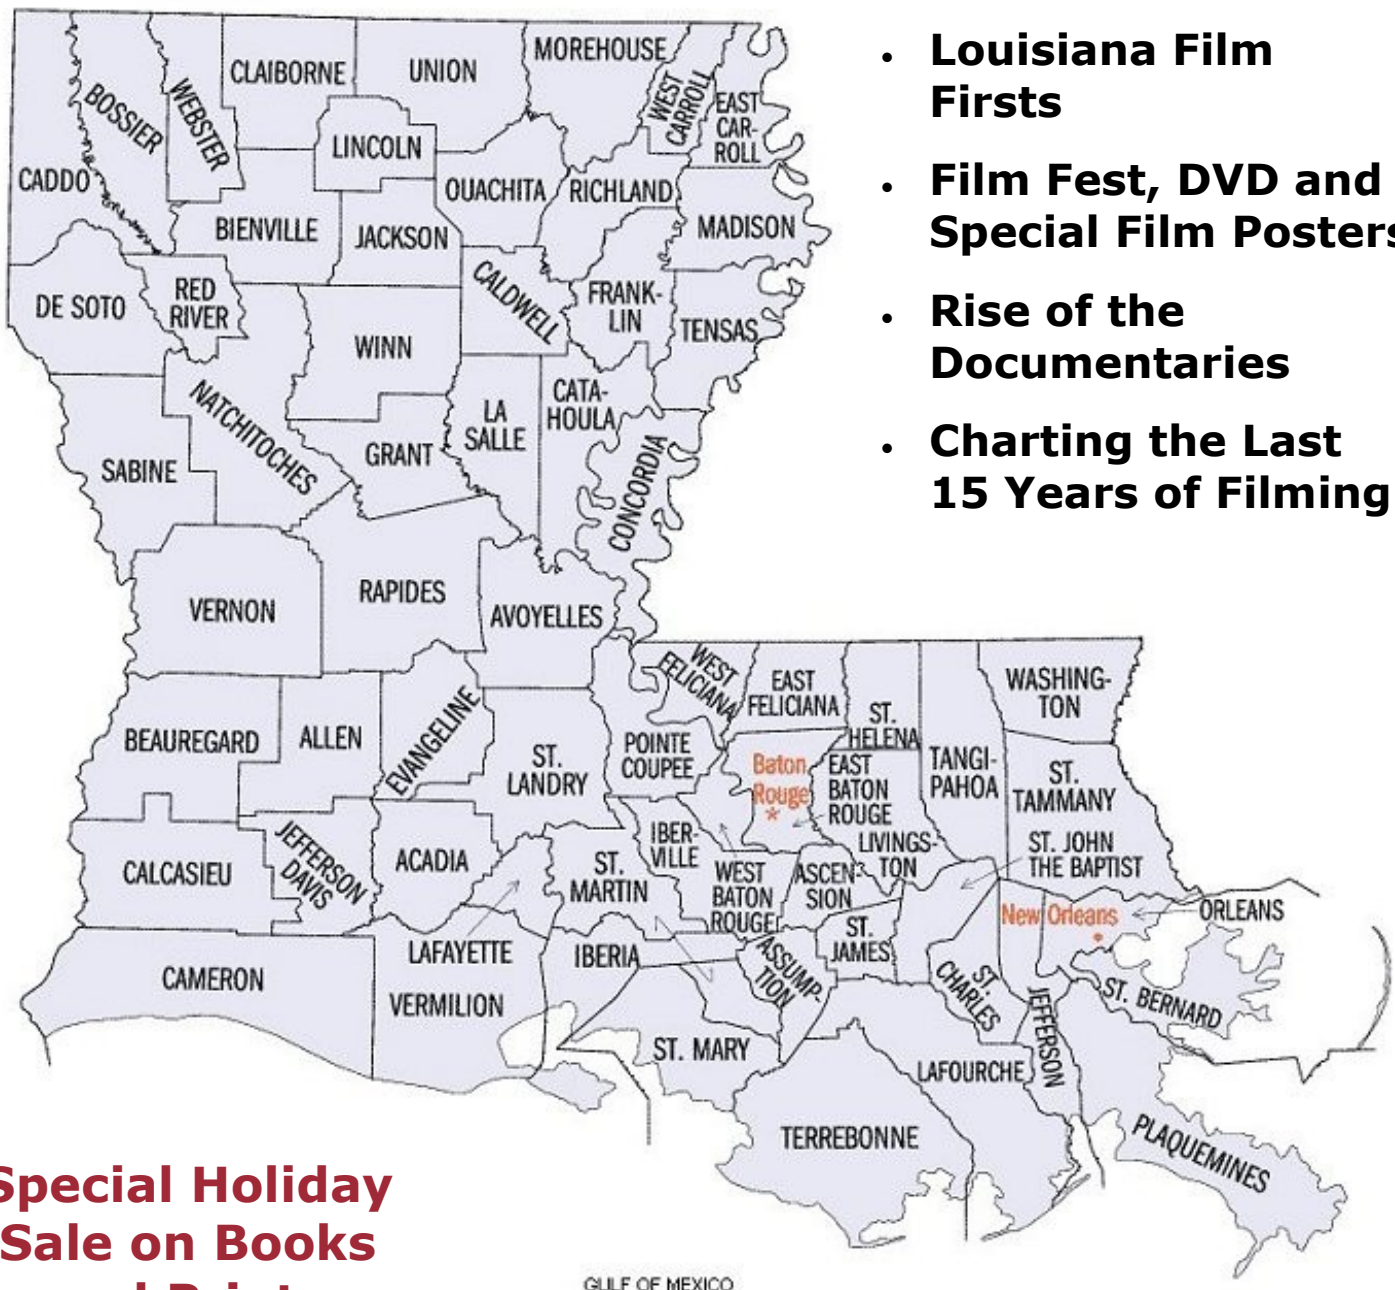 • Louisiana Film
Firsts
• Film Fest, DVD and
Special Film Posters
• Rise of the
Documentaries
• Charting the Last
15 Years of Filming
CADDO
BOSSIER
WEBSTER
CLAIBORNE
UNION
MOREHOUSE
WEST
CARROLL
EAST
CAR-
ROLL
LINCOLN
OUACHITA
RICHLAND
MADISON
BIENVILLE
JACKSON
DE SOTO
RED
RIVER
CALDWELL
FRANK-
LIN
TENSAS
WINN
NATCHITOCHES
SABINE
GRANT
LA
SALLE
CATA-
HOULA
CONCORDIA
VERNON
RAPIDES
AVOYELLES
BEAUREGARD
ALLEN
EVANGELINE
ST.
LANDRY
POINTE
COUPEE
WEST
FELICIANA
EAST
FELICIANA
ST.
HELENA
TANGI-
PAHOA
WASHING-
TON
ST.
TAMMANY
Baton
Rouge
*
EAST
BATON
ROUGE
LIVINGS-
TON
ST. JOHN
THE BAPTIST
CALCASIEU
JEFFERSON
DAVIS
ACADIA
ST.
MARTIN
IBER-
VILLE
WEST
BATON
ROUGE
ASCEN-
SION
ST.
JAMES
New Orleans
ORLEANS
CAMERON
LAFAYETTE
VERMILION
IBERIA
ASSUMP-
TION
ST.
CHARLES
JEFFERSON
ST. BERNARD
ST. MARY
LAFOURCHE
TERREBONNE
PLAQUEMINES
Special Holiday
Sale on Books
GULF OF MEXICO